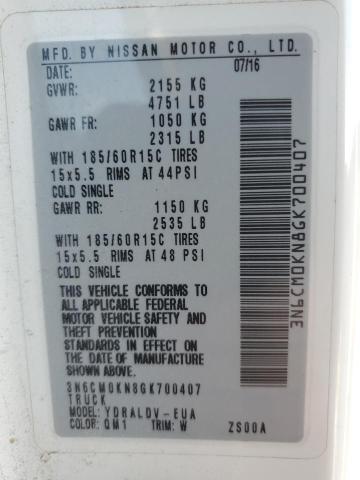 MFD. BY NISSAN MOTOR CO., LTD.
DATE: 07/16
GVWR: 2155 KG
4751 LB
GAWR FR: 1050 KG
2315 LB
WITH 185/60R15C TIRES
15x5.5 RIMS AT 44PSI
COLD SINGLE
GAWR RR: 1150 KG
2535 LB
WITH 185/60R15C TIRES
15x5.5 RIMS AT 48 PSI
COLD SINGLE
THIS VEHICLE CONFORMS TO
ALL APPLICABLE FEDERAL
MOTOR VEHICLE SAFETY AND
THEFT PREVENTION
STANDARDS IN EFFECT ON
THE DATE OF MANUFACTURE
SHOWN ABOVE.
3N6CM0KN8GK700407
TRUCK
MODEL: YDRALDV-EUA
COLOR: QM1 TRIM: W ZS00A
3N6CM0KN8GK700407